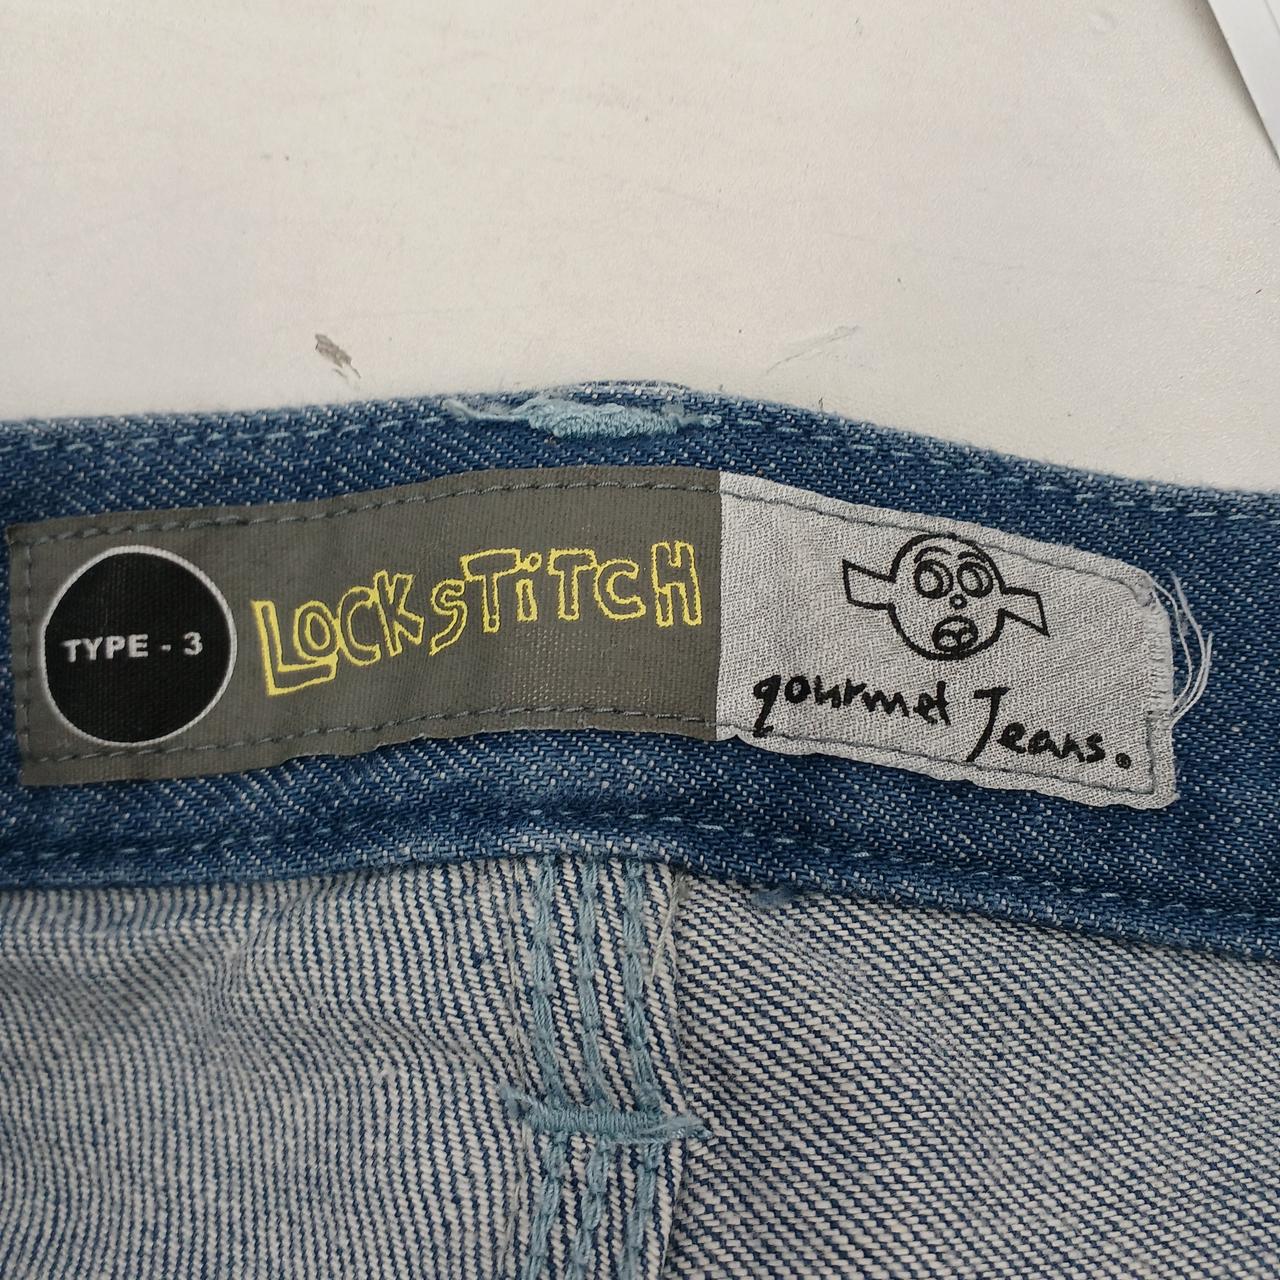 TYPE - 3
LOCKSTiTCH
gourmet Jeans.